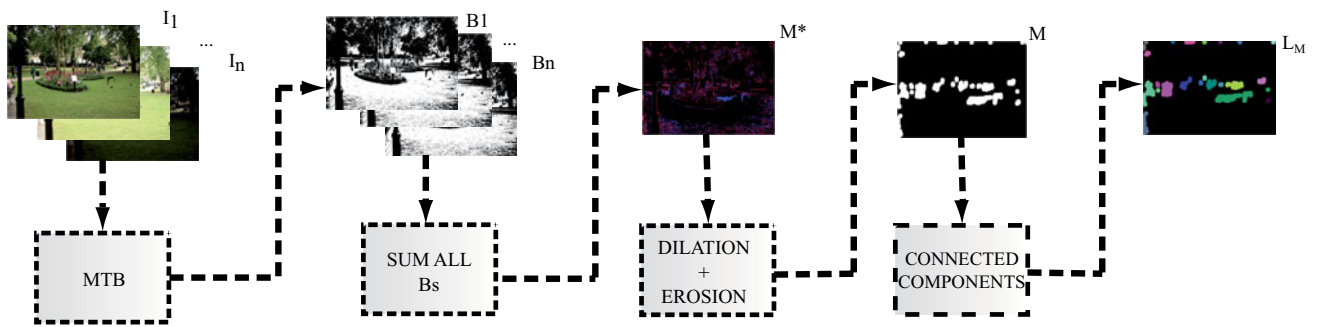 I1
...
In
B1
...
Bn
M*
M
LM
MTB
SUM ALL
Bs
DILATION
+
EROSION
CONNECTED
COMPONENTS